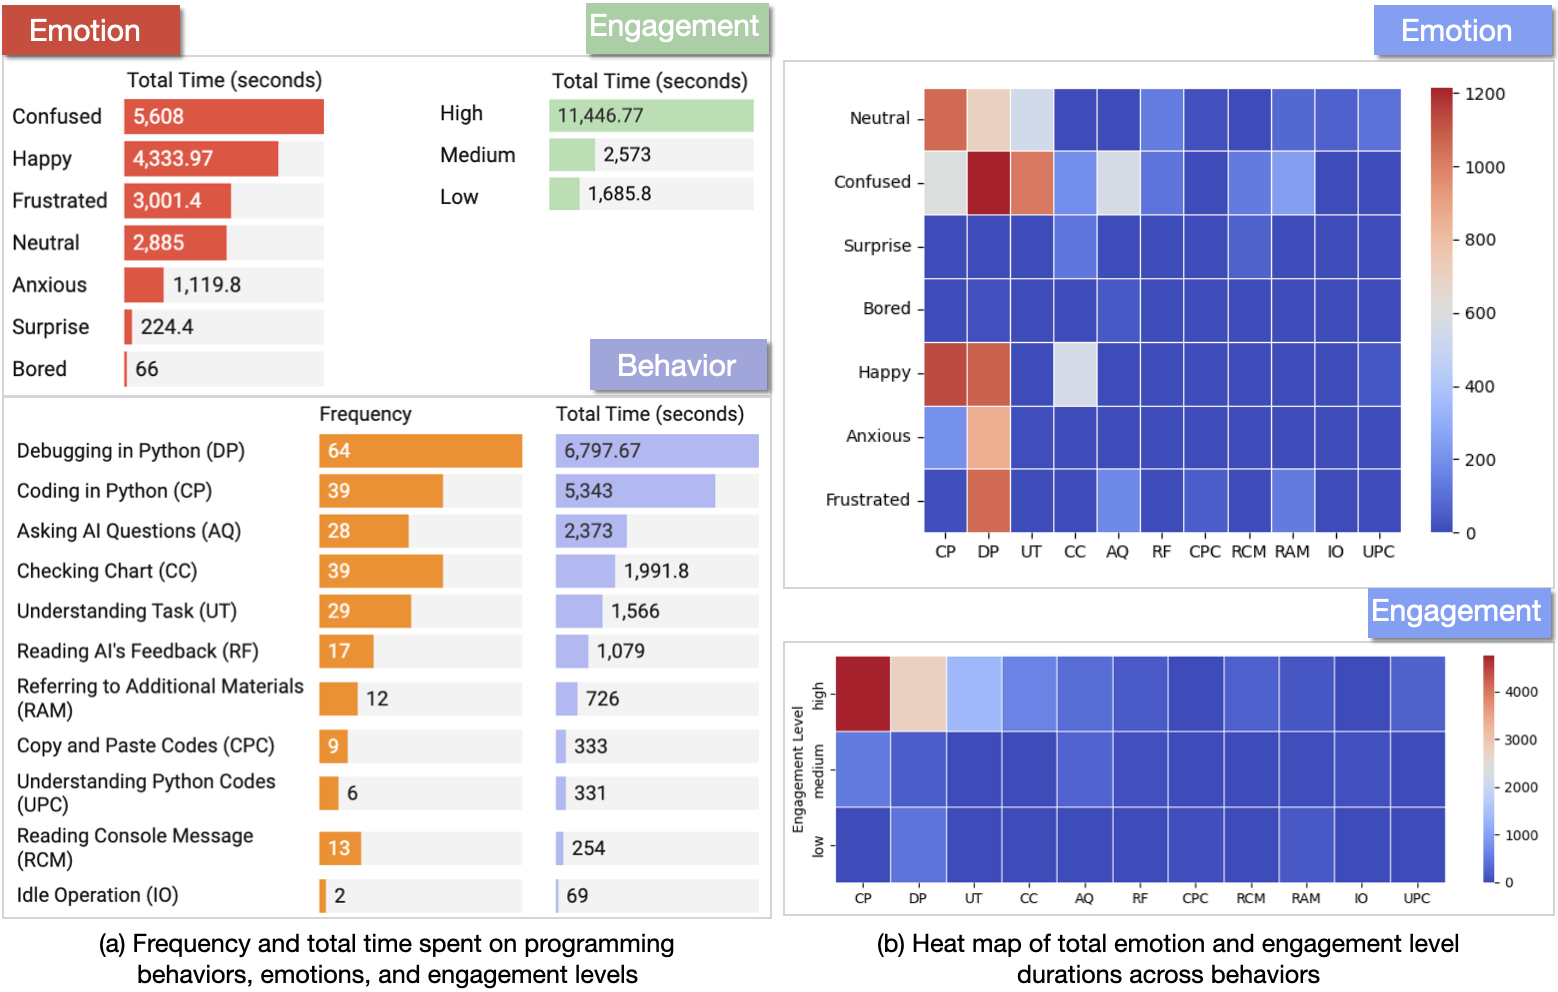 Emotion
Engagement
Total Time (seconds)
Confused 5,608
Happy 4,333.97
Frustrated 3,001.4
Neutral 2,885
Anxious 1,119.8
Surprise 224.4
Bored 66
Total Time (seconds)
High 11,446.77
Medium 2,573
Low 1,685.8
Behavior
Frequency Total Time (seconds)
Debugging in Python (DP) 64 6,797.67
Coding in Python (CP) 39 5,343
Asking AI Questions (AQ) 28 2,373
Checking Chart (CC) 39 1,991.8
Understanding Task (UT) 29 1,566
Reading AI's Feedback (RF) 17 1,079
Referring to Additional Materials
(RAM) 12 726
Copy and Paste Codes (CPC) 9 333
Understanding Python Codes
(UPC) 6 331
Reading Console Message
(RCM) 13 254
Idle Operation (IO) 2 69
(a) Frequency and total time spent on programming
behaviors, emotions, and engagement levels
Emotion
Neutral
Confused
Surprise
Bored
Happy
Anxious
Frustrated
CP DP UT CC AQ RF CPC RCM RAM IO UPC
1200
1000
800
600
400
200
0
Engagement
Engagement Level
high
medium
low
CP DP UT CC AQ RF CPC RCM RAM IO UPC
4000
3000
2000
1000
0
(b) Heat map of total emotion and engagement level
durations across behaviors